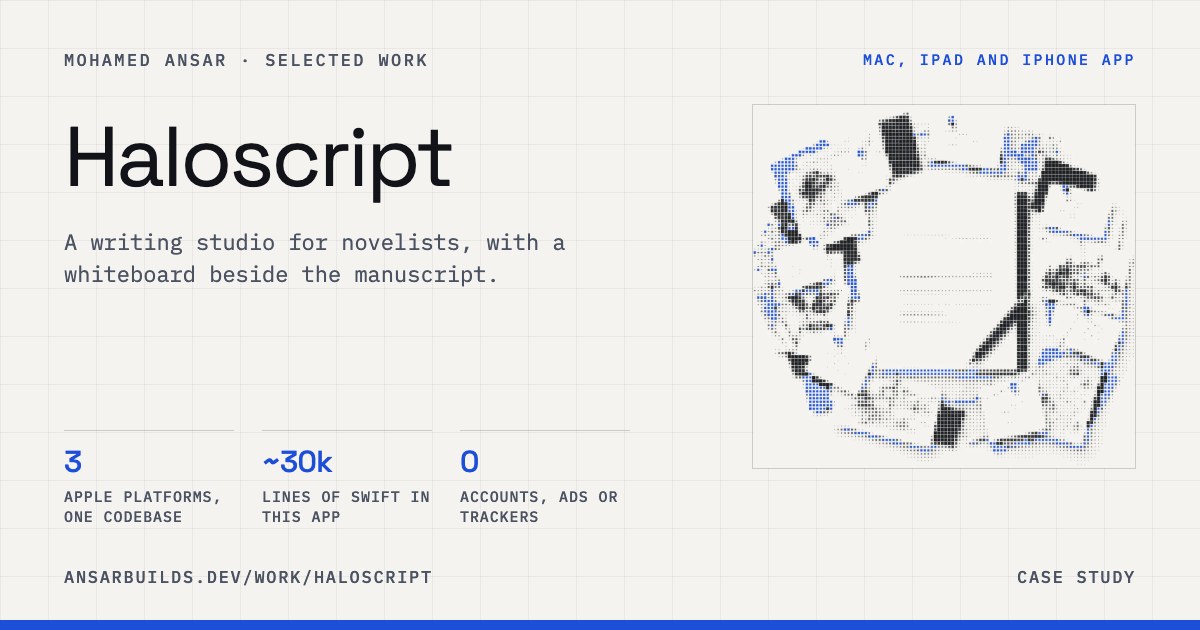 MOHAMED ANSAR · SELECTED WORK
MAC, IPAD AND IPHONE APP
Haloscript
A writing studio for novelists, with a
whiteboard beside the manuscript.
3
APPLE PLATFORMS,
ONE CODEBASE
~30k
LINES OF SWIFT IN
THIS APP
0
ACCOUNTS, ADS OR
TRACKERS
ANSARBUILDS.DEV/WORK/HALOSCRIPT
CASE STUDY